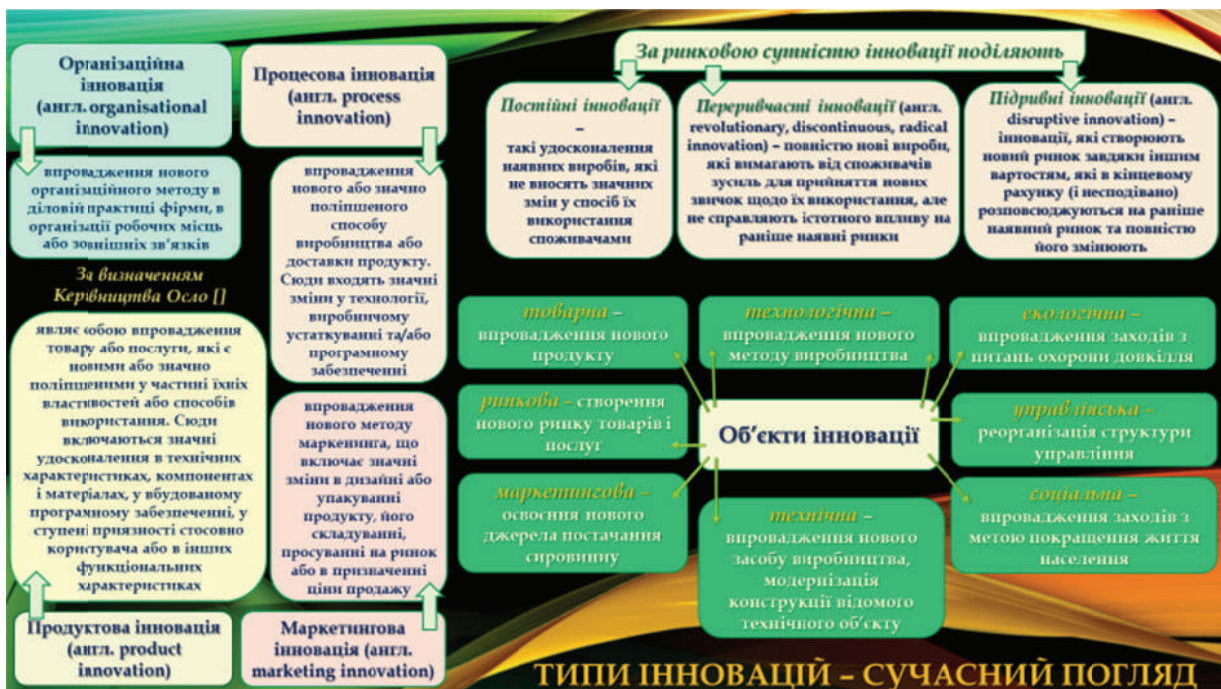 Організаційна
інновація
(англ. organisational
innovation)
впровадження нового
організаційного методу в
діловій практиці фірми, в
організації робочих місць
або зовнішніх зв'язків
За визначенням
Керівництва Осло []
являє собою впровадження
товару або послуги, які є
новими або значно
поліпшеними у частині їхніх
властивостей або способів
використання. Сюди
включаються значні
удосконалення в технічних
характеристиках, компонентах
і матеріалах, у вбудованому
програмному забезпеченні, у
ступені приязності стосовно
користувача або в інших
функціональних
характеристиках
Продуктова інновація
(англ. product
innovation)
Процесова інновація
(англ. process
innovation)
впровадження
нового або значно
поліпшеного
способу
виробництва або
доставки продукту.
Сюди входять значні
зміни у технології,
виробничому
устаткуванні та/або
програмному
забезпеченні
впровадження
нового методу
маркенинга, що
включає значні
зміни в дизайні або
упакуванні
продукту, його
складуванні,
просуванні на ринок
або в призначенні
ціни продажу
Маркетингова
інновація (англ.
marketing innovation)
За ринковою сутністю інновації поділяють
Постійні інновації
–
такі удосконалення
наявних виробів, які
не вносять значних
змін у спосіб їх
використання
споживачами
Переривчасті інновації (англ.
revolutionary, discontinuous, radical
innovation) – повністю нові вироби,
які вимагають від споживачів
зусиль для прийняття нових
звичок щодо їх використання, але
не справляють істотного впливу на
раніше наявні ринки
Підривні інновації (англ.
disruptive innovation) –
інновації, які створюють
новий ринок завдяки іншим
вартостям, які в кінцевому
рахунку (і несподівано)
розповсюджуються на раніше
наявний ринок та повністю
його змінюють
товарна –
впровадження нового
продукту
технологічна –
впровадження нового
методу виробництва
екологічна –
впровадження заходів з
питань охорони довкілля
ринкова – створення
нового ринку товарів і
послуг
Об'єкти інновації
управлінська –
реорганізація структури
управління
маркетингова –
освоєння нового
джерела постачання
сировиниу
технічна –
впровадження нового
засобу виробництва,
модернізація
конструкції відомого
технічного об'єкту
соціальна –
впровадження заходів з
метою покращення життя
населення
ТИПИ ІННОВАЦІЙ – СУЧАСНИЙ ПОГЛЯД